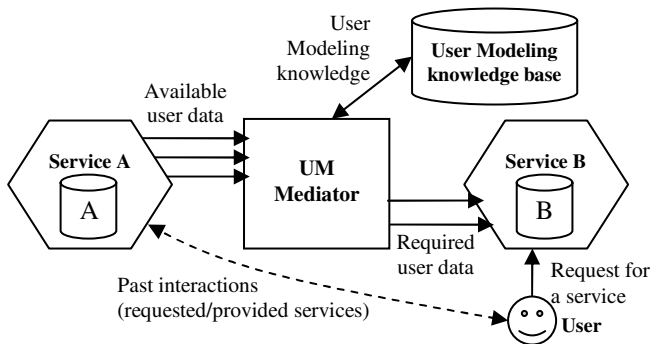 User
Modeling
knowledge
User Modeling
knowledge base
Available
user data
Service A
A
UM
Mediator
Service B
B
Required
user data
Past interactions
(requested/provided services)
Request for
a service
User